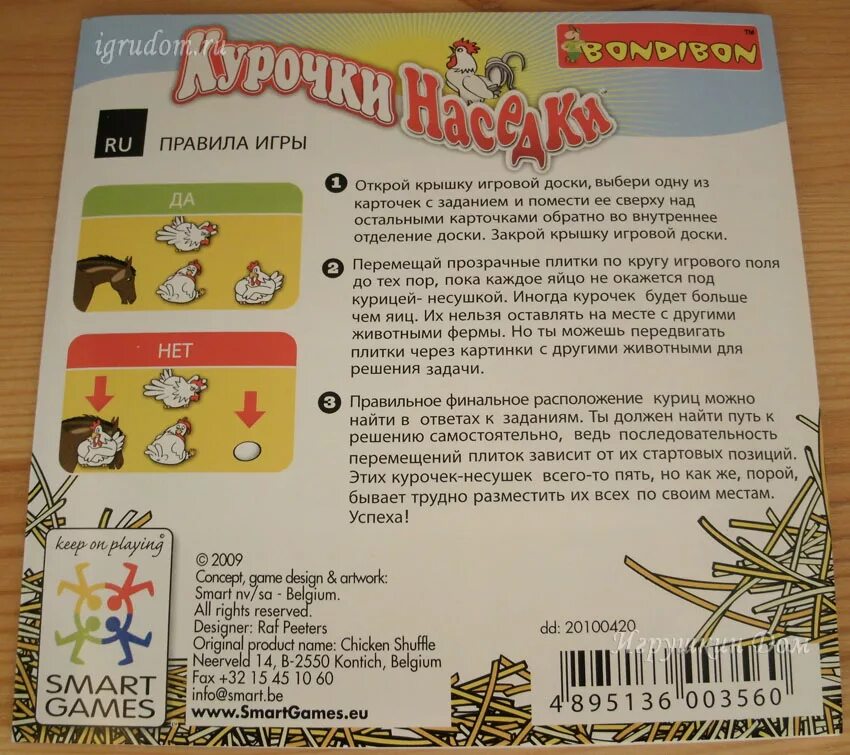 igrudom.ru
Курочки
Наседки
BONDIBON™
RU ПРАВИЛА ИГРЫ
ДА
НЕТ
1 Открой крышку игровой доски, выбери одну из
карточек с заданием и помести ее сверху над
остальными карточками обратно во внутреннее
отделение доски. Закрой крышку игровой доски.
2 Перемещай прозрачные плитки по кругу игрового поля
до тех пор, пока каждое яйцо не окажется под
курицей- несушкой. Иногда курочек будет больше
чем яиц. Их нельзя оставлять на месте с другими
животными фермы. Но ты можешь передвигать
плитки через картинки с другими животными для
решения задачи.
3 Правильное финальное расположение куриц можно
найти в ответах к заданиям. Ты должен найти путь к
решению самостоятельно, ведь последовательность
перемещений плиток зависит от их стартовых позиций.
Этих курочек-несушек всего-то пять, но как же, порой,
бывает трудно разместить их всех по своим местам.
Успеха!
keep on playing
SMART
GAMES
© 2009
Concept, game design & artwork:
Smart nv/sa - Belgium.
All rights reserved.
Designer: Raf Peeters
Original product name: Chicken Shuffle
Neerveld 14, B-2550 Kontich, Belgium
Fax +32 15 45 10 60
info@smart.be
www.SmartGames.eu
dd: 20100420
Игрушкин Дом
4 895136 003560